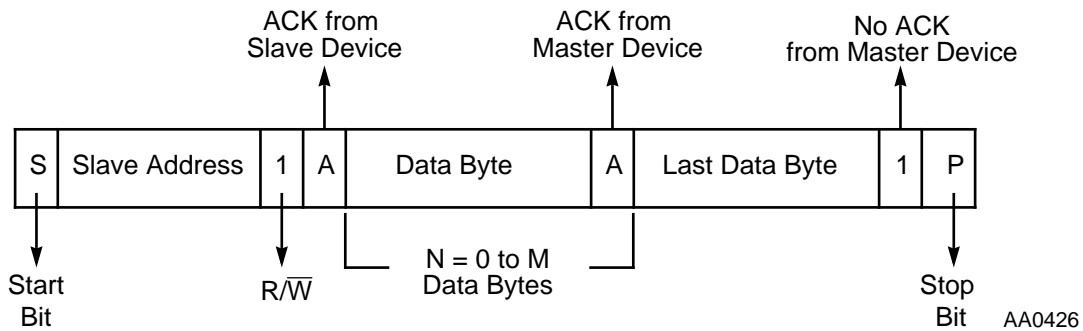 ACK from
Slave Device
ACK from
Master Device
No ACK
from Master Device
S Slave Address 1 A Data Byte A Last Data Byte 1 P
N = 0 to M
Data Bytes
Start
Bit
R/W̅
Stop
Bit
AA0426